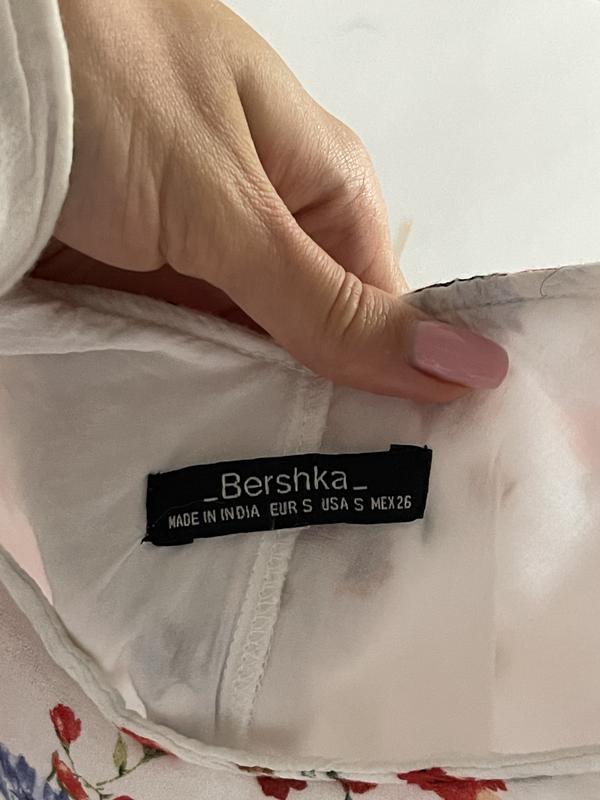 _Bershka_
MADE IN INDIA EUR S USA S MEX 26